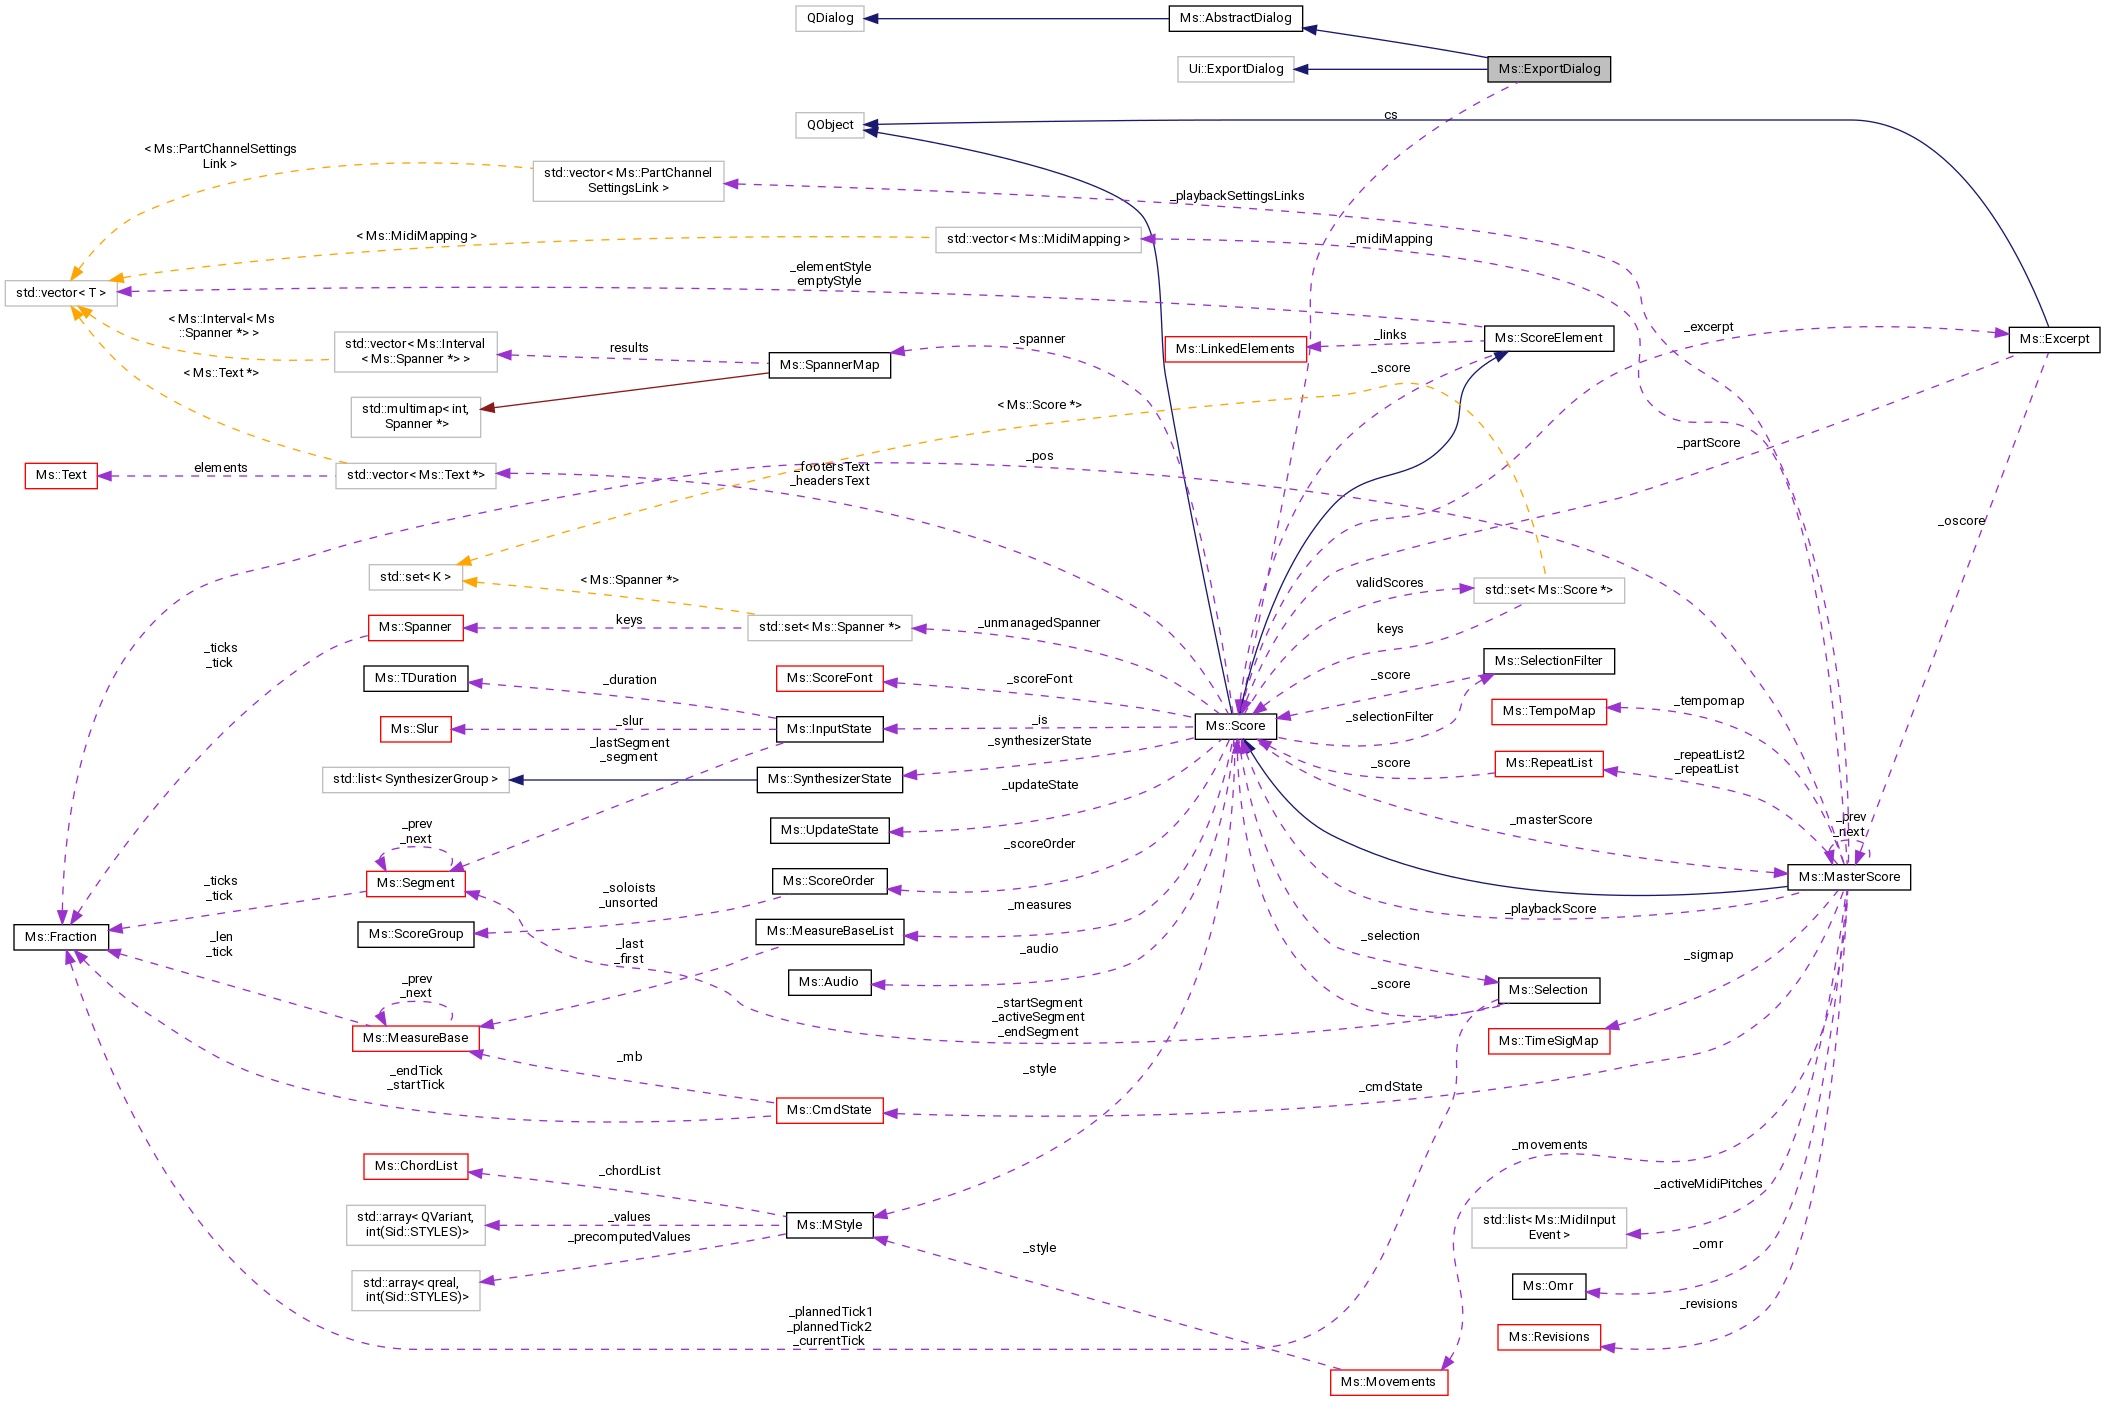 QDialog
Ms::AbstractDialog
Ui::ExportDialog
Ms::ExportDialog
cs
QObject
< Ms::PartChannelSettings
Link >
std::vector< Ms::PartChannel
SettingsLink >
_playbackSettingsLinks
< Ms::MidiMapping >
std::vector< Ms::MidiMapping >
_midiMapping
_elementStyle
emptyStyle
std::vector< T >
< Ms::Interval< Ms
::Spanner *> >
std::vector< Ms::Interval
< Ms::Spanner *> >
results
_spanner
Ms::SpannerMap
Ms::LinkedElements
_links
Ms::ScoreElement
_excerpt
Ms::Excerpt
< Ms::Text *>
_score
std::multimap< int,
Spanner *>
< Ms::Score *>
_partScore
Ms::Text
elements
std::vector< Ms::Text *>
_footersText
_headersText
_pos
_oscore
std::set< K >
< Ms::Spanner *>
validScores
std::set< Ms::Score *>
Ms::Spanner
keys
std::set< Ms::Spanner *>
_unmanagedSpanner
keys
_ticks
_tick
Ms::TDuration
_duration
Ms::ScoreFont
_scoreFont
_score
Ms::SelectionFilter
Ms::Slur
_slur
Ms::InputState
_is
Ms::Score
_selectionFilter
Ms::TempoMap
_tempomap
_lastSegment
_segment
_synthesizerState
std::list< SynthesizerGroup >
Ms::SynthesizerState
_score
Ms::RepeatList
_repeatList2
_repeatList
_updateState
_prev
_next
Ms::UpdateState
_masterScore
_prev
_next
_scoreOrder
Ms::Segment
_ticks
_tick
_soloists
_unsorted
Ms::ScoreOrder
Ms::MasterScore
_measures
_playbackScore
Ms::Fraction
Ms::ScoreGroup
Ms::MeasureBaseList
_len
_tick
_last
_first
_audio
_selection
_sigmap
_prev
_next
Ms::Audio
_score
Ms::Selection
_startSegment
_activeSegment
_endSegment
Ms::MeasureBase
Ms::TimeSigMap
_mb
_style
_endTick
_startTick
_cmdState
Ms::CmdState
_movements
Ms::ChordList
_chordList
_activeMidiPitches
std::array< QVariant,
int(Sid::STYLES)>
_values
Ms::MStyle
std::list< Ms::MidiInput
Event >
_precomputedValues
_style
_omr
std::array< qreal,
int(Sid::STYLES)>
Ms::Omr
_plannedTick1
_plannedTick2
_currentTick
_revisions
Ms::Revisions
Ms::Movements